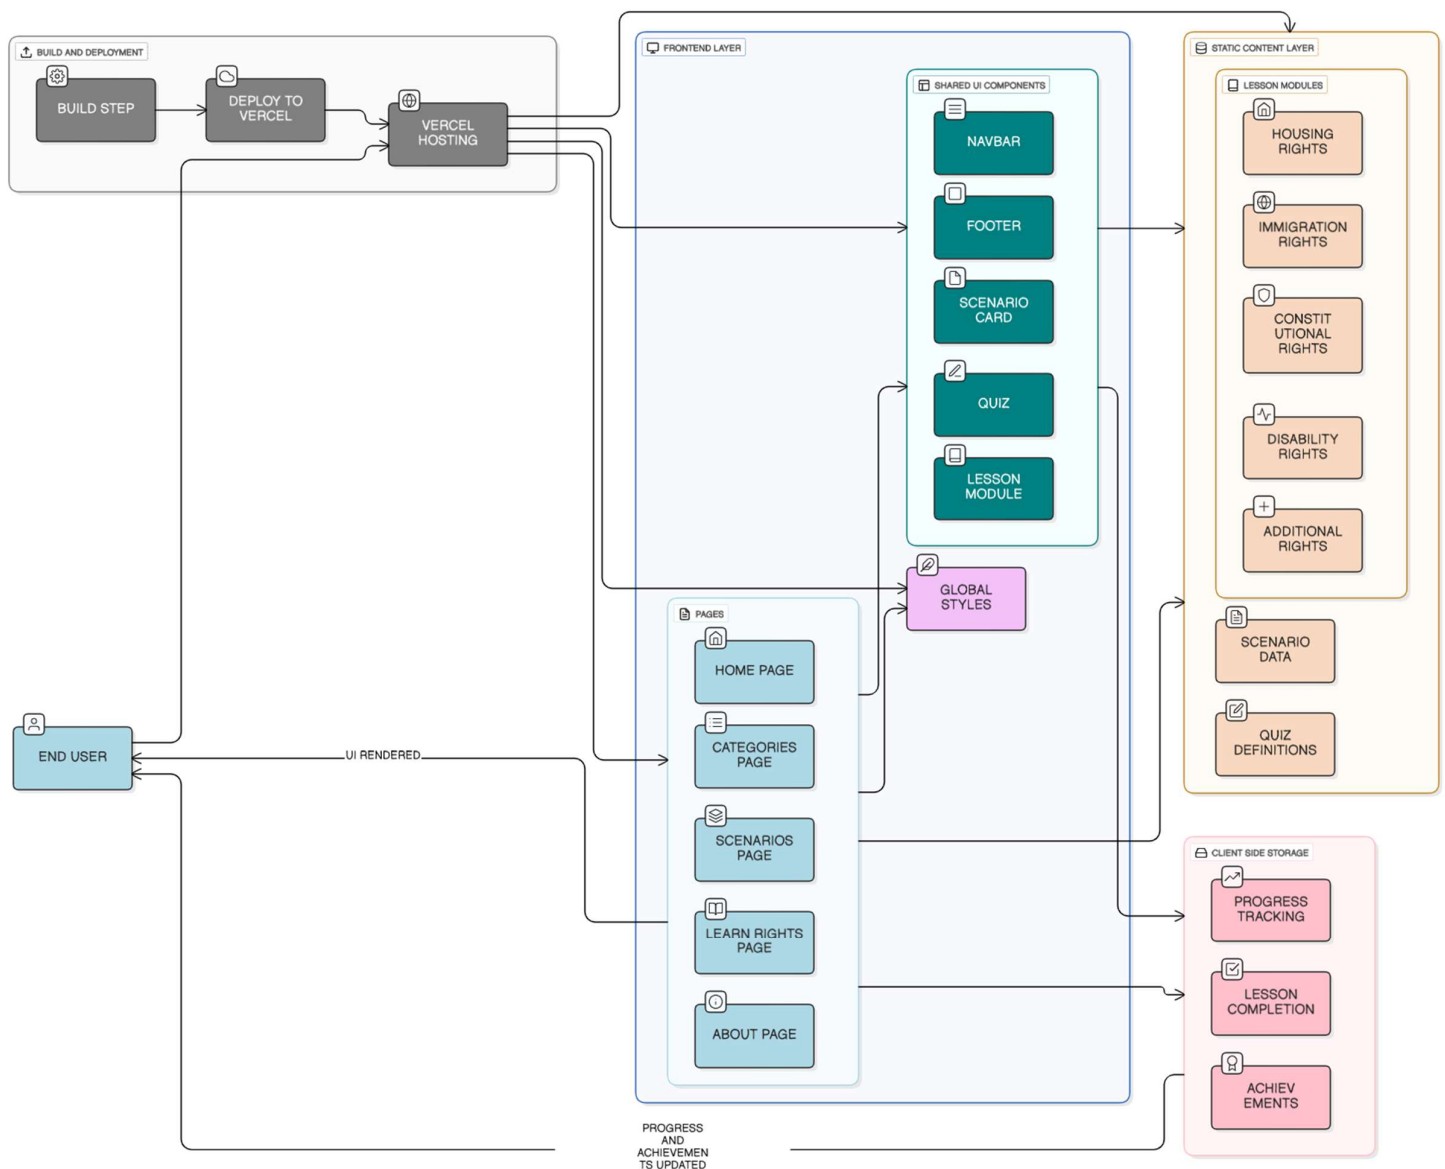 BUILD AND DEPLOYMENT
BUILD STEP
DEPLOY TO
VERCEL
VERCEL
HOSTING
FRONTEND LAYER
SHARED UI COMPONENTS
NAVBAR
FOOTER
SCENARIO
CARD
QUIZ
LESSON
MODULE
GLOBAL
STYLES
PAGES
HOME PAGE
CATEGORIES
PAGE
SCENARIOS
PAGE
LEARN RIGHTS
PAGE
ABOUT PAGE
STATIC CONTENT LAYER
LESSON MODULES
HOUSING
RIGHTS
IMMIGRATION
RIGHTS
CONSTIT
UTIONAL
RIGHTS
DISABILITY
RIGHTS
ADDITIONAL
RIGHTS
SCENARIO
DATA
QUIZ
DEFINITIONS
CLIENT SIDE STORAGE
PROGRESS
TRACKING
LESSON
COMPLETION
ACHIEV
EMENTS
END USER
UI RENDERED
PROGRESS
AND
ACHIEVEMEN
TS UPDATED